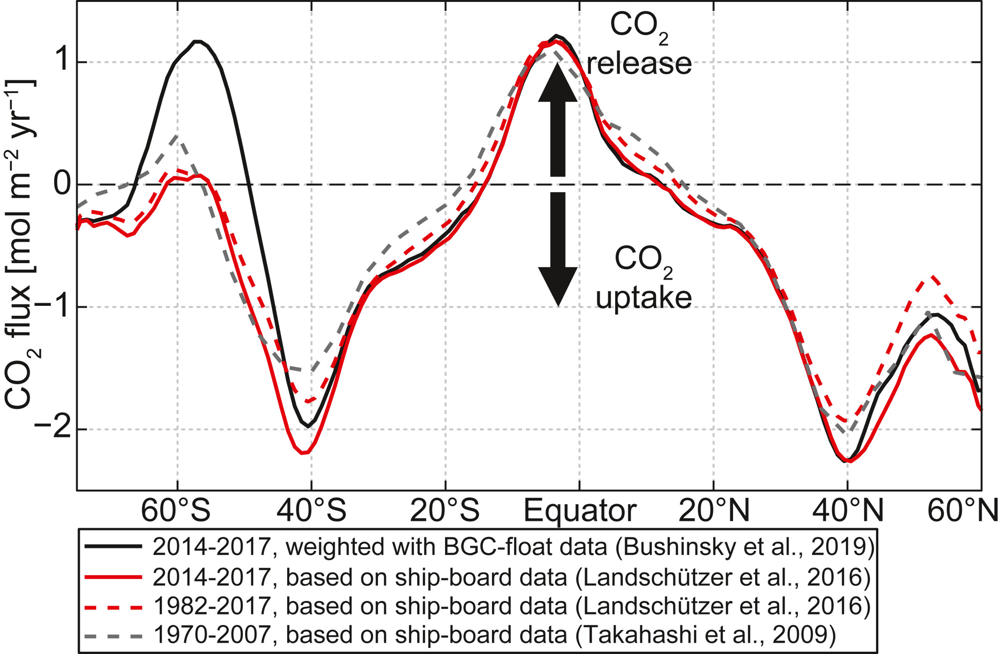 CO₂ flux [mol m⁻² yr⁻¹]
1
0
−1
−2
CO₂
release
CO₂
uptake
60°S
40°S
20°S
Equator
20°N
40°N
60°N
2014-2017, weighted with BGC-float data (Bushinsky et al., 2019)
2014-2017, based on ship-board data (Landschützer et al., 2016)
1982-2017, based on ship-board data (Landschützer et al., 2016)
1970-2007, based on ship-board data (Takahashi et al., 2009)